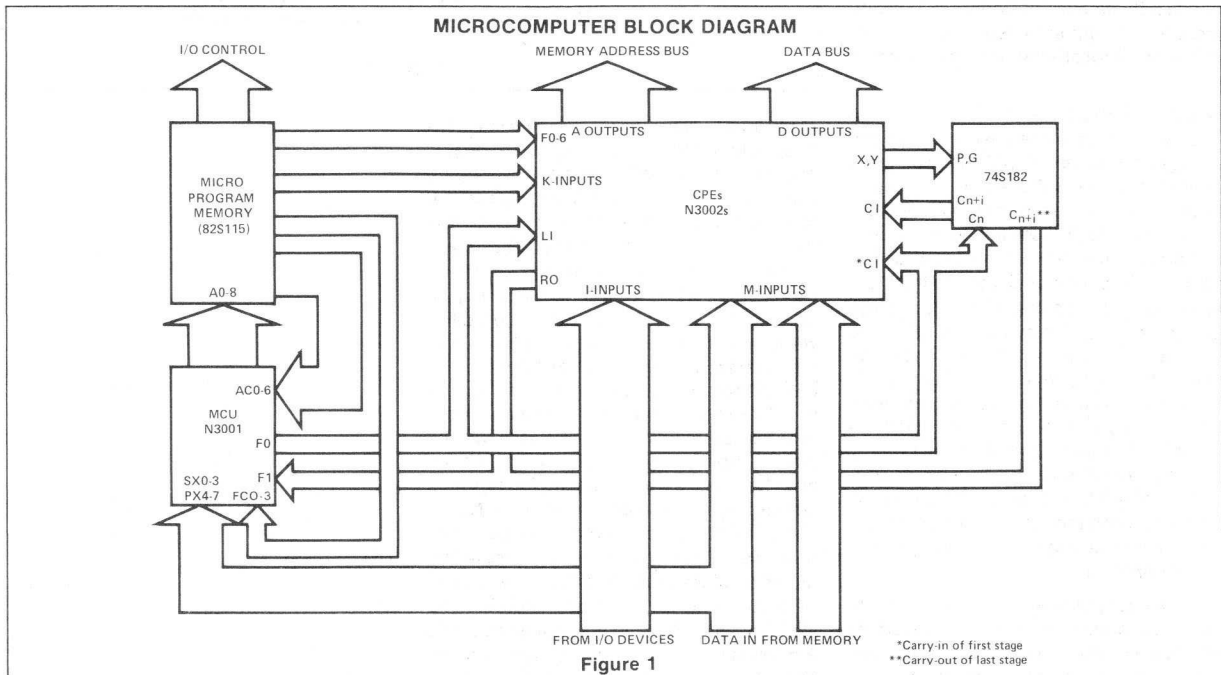 MICROCOMPUTER BLOCK DIAGRAM
I/O CONTROL
MEMORY ADDRESS BUS
DATA BUS
MICRO
PROGRAM
MEMORY
(82S115)
A0-8
F0-6
A OUTPUTS
D OUTPUTS
K-INPUTS
CPEs
N3002s
LI
RO
I-INPUTS
M-INPUTS
X,Y
CI
*CI
P,G
74S182
Cn+i
Cn
Cn+i**
AC0-6
MCU
N3001
F0
F1
SX0-3
PX4-7
FCO-3
FROM I/O DEVICES
DATA IN FROM MEMORY
*Carry-in of first stage
**Carry-out of last stage
Figure 1